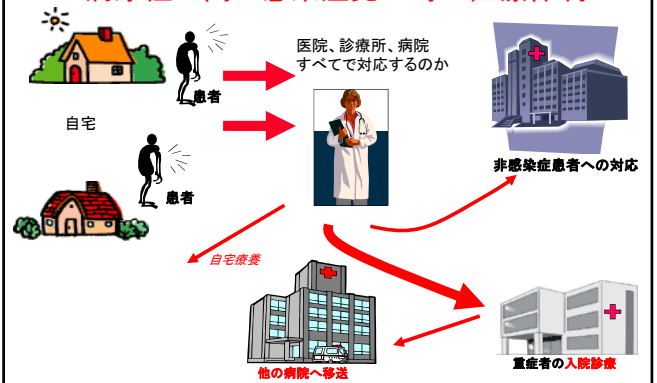 医院、診療所、病院
すべてで対応するのか
患者
自宅
非感染症患者への対応
患者
自宅療養
他の病院へ移送
重症者の入院診療